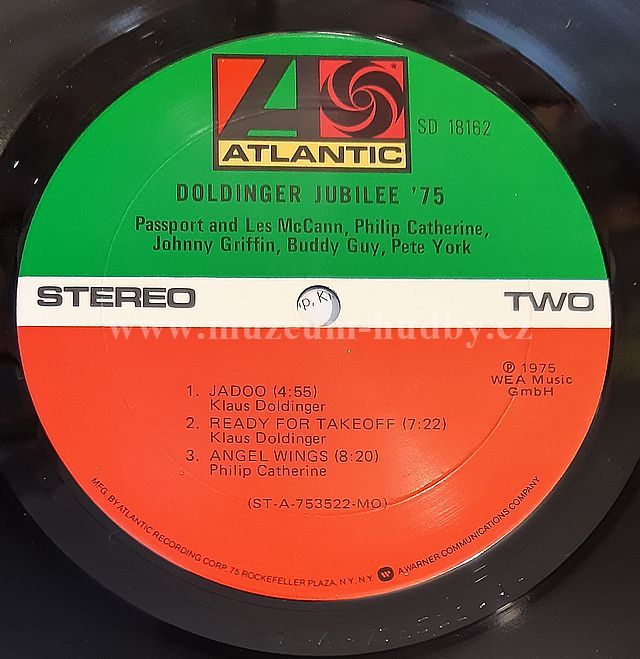 ATLANTIC
SD 18162
DOLDINGER JUBILEE '75
Passport and Les McCann, Philip Catherine,
Johnny Griffin, Buddy Guy, Pete York
STEREO
TWO
www.muzeum-hudby.cz
℗ 1975
WEA Music
GmbH
1. JADOO (4:55)
Klaus Doldinger
2. READY FOR TAKEOFF (7:22)
Klaus Doldinger
3. ANGEL WINGS (8:20)
Philip Catherine
(ST-A-753522-MO)
MFG. BY ATLANTIC RECORDING CORP. 75 ROCKEFELLER PLAZA, N.Y., N.Y. A WARNER COMMUNICATIONS COMPANY